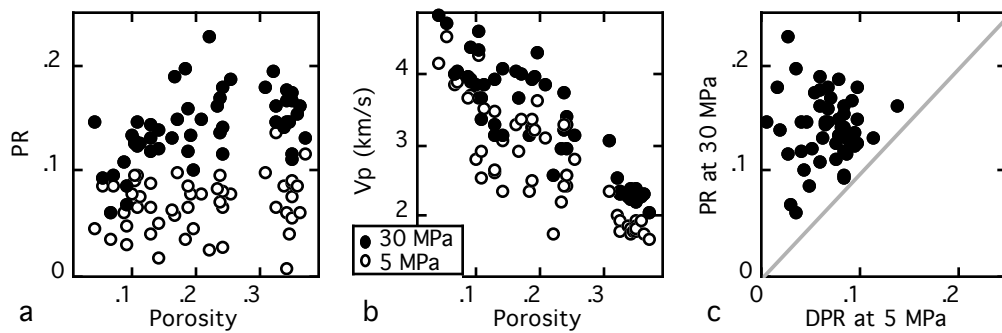 PR
.2
.1
0
.1 .2 .3
Porosity
a
Vp (km/s)
4
3
2
30 MPa
5 MPa
.1 .2 .3
Porosity
b
PR at 30 MPa
.2
.1
0
0 .1 .2
DPR at 5 MPa
c